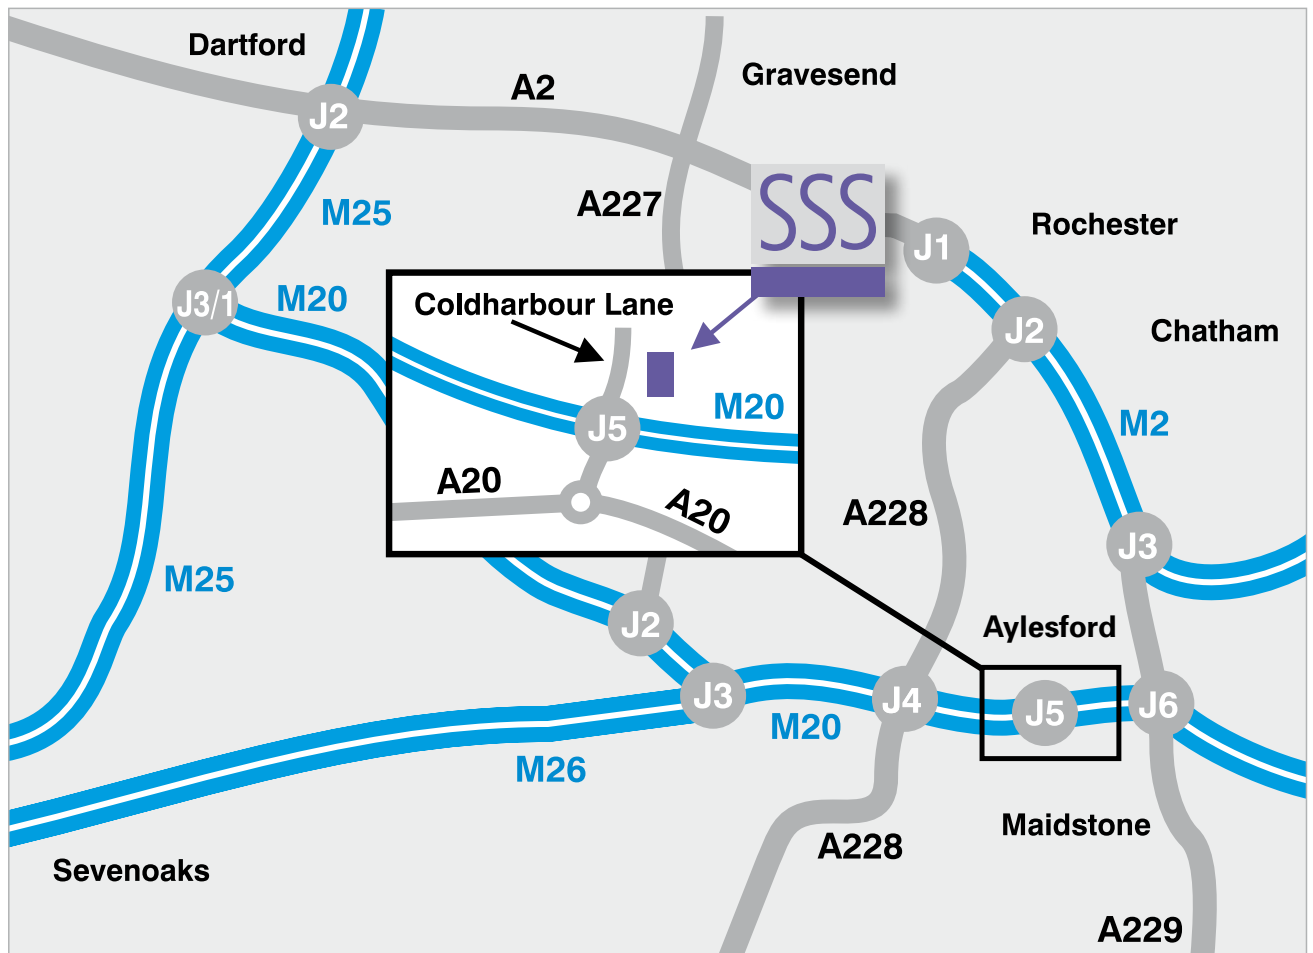 Dartford
A2
Gravesend
J2
M25
A227
SSS
Rochester
J1
J3/1
M20
Coldharbour Lane
J2
Chatham
M20
M2
J5
A20
A20
A228
J3
M25
J2
Aylesford
J3
M20
J4
J5
J6
M26
Maidstone
A228
Sevenoaks
A229